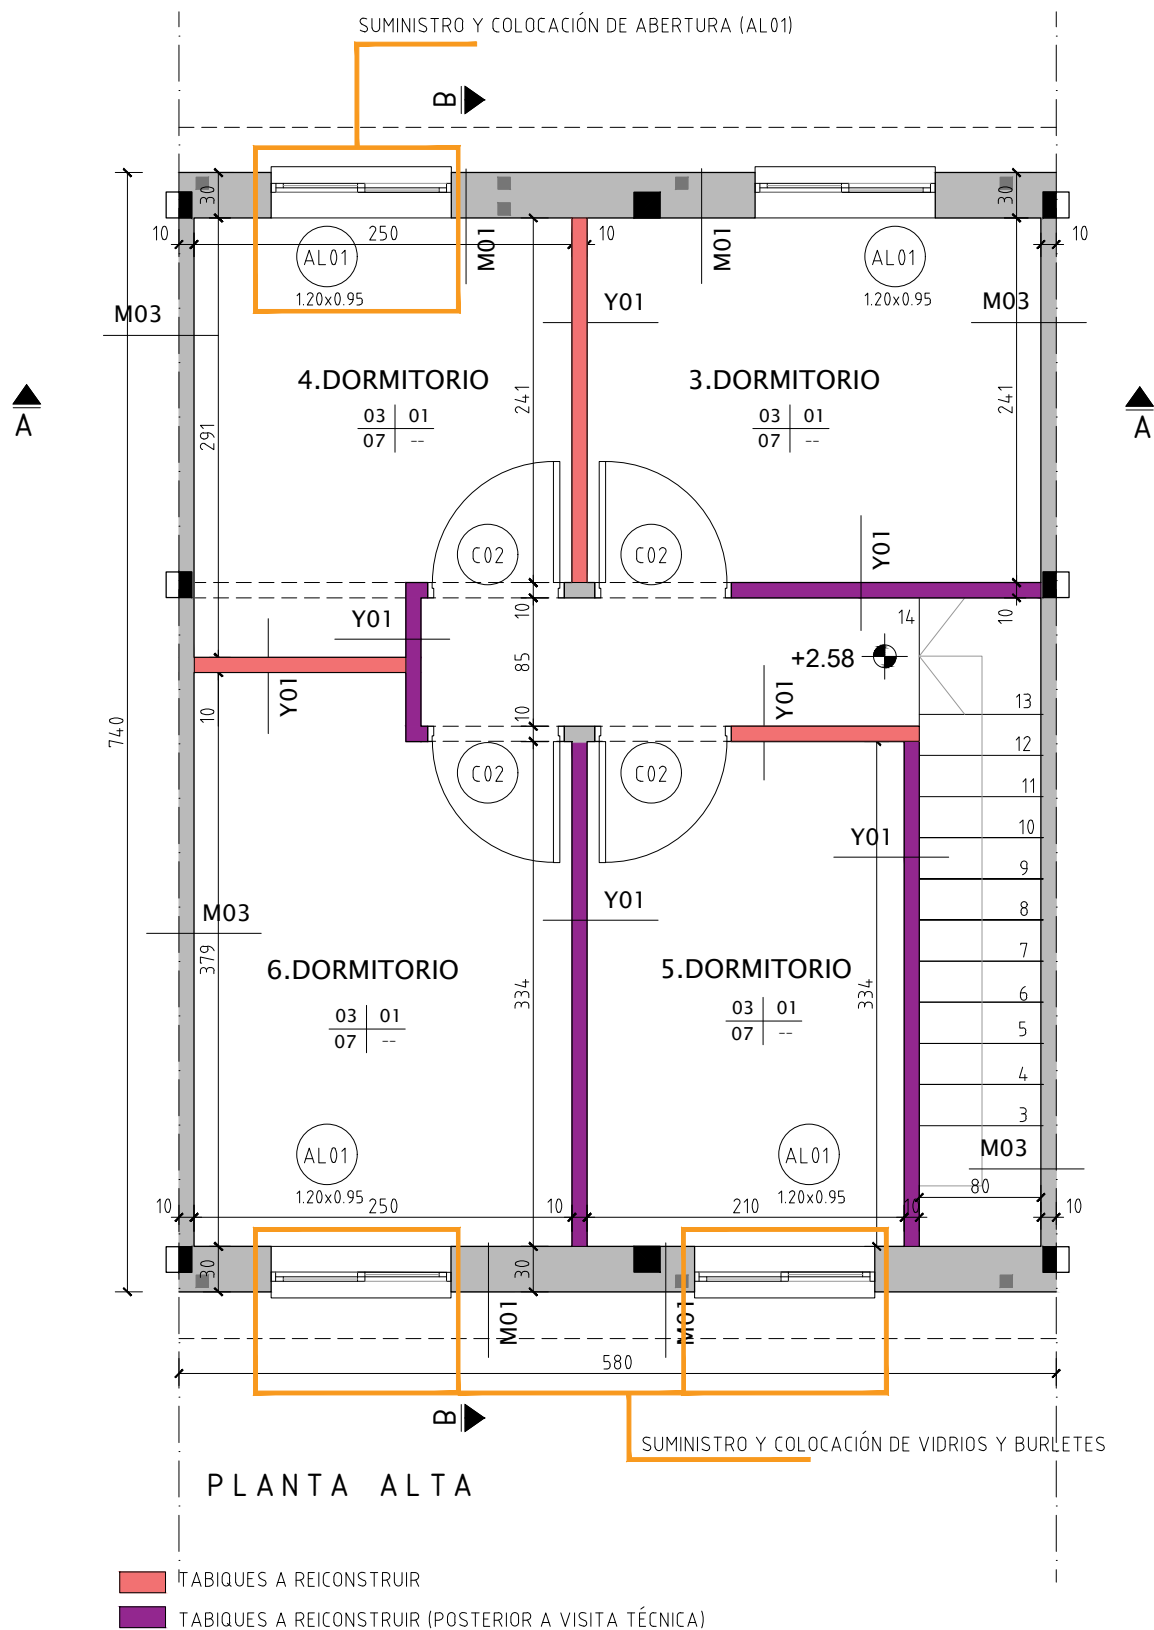 SUMINISTRO Y COLOCACIÓN DE ABERTURA (AL01)
B
30
30
10 250 10 10
AL01
1.20x0.95
M01
M01
AL01
1.20x0.95
M03
Y01
M03
4.DORMITORIO
03 01
07 --
3.DORMITORIO
03 01
07 --
A
A
291
241
241
C02
C02
Y01
10
14
10
Y01
85
+2.58
Y01
10
10
Y01
13
740
12
C02
C02
11
Y01
10
9
Y01
8
M03
379
7
6.DORMITORIO
03 01
07 --
334
5.DORMITORIO
03 01
07 --
334
6
5
4
3
AL01
1.20x0.95
AL01
1.20x0.95
M03
80
10 250 10 210 10 10
30
30
M01
M01
580
B
SUMINISTRO Y COLOCACIÓN DE VIDRIOS Y BURLETES
PLANTA ALTA
TABIQUES A REICONSTRUIR
TABIQUES A REICONSTRUIR (POSTERIOR A VISITA TÉCNICA)